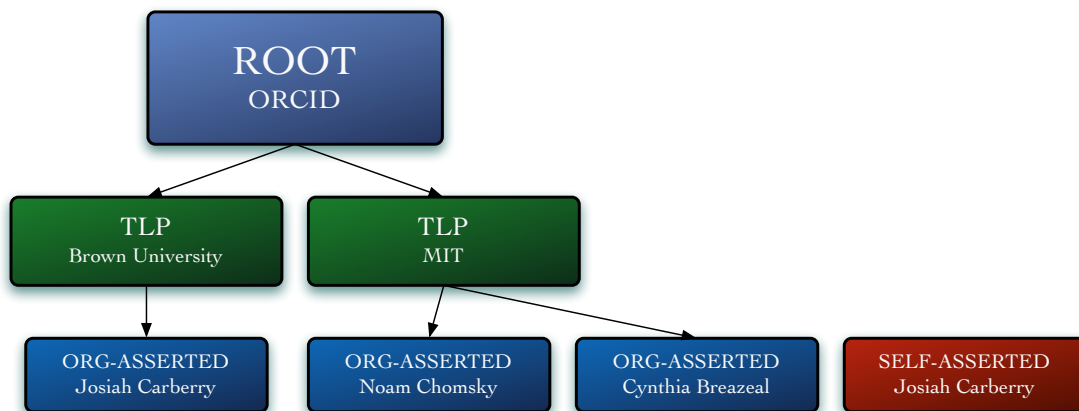 ROOT
ORCID
TLP
Brown University
TLP
MIT
ORG-ASSERTED
Josiah Carberry
ORG-ASSERTED
Noam Chomsky
ORG-ASSERTED
Cynthia Breazeal
SELF-ASSERTED
Josiah Carberry